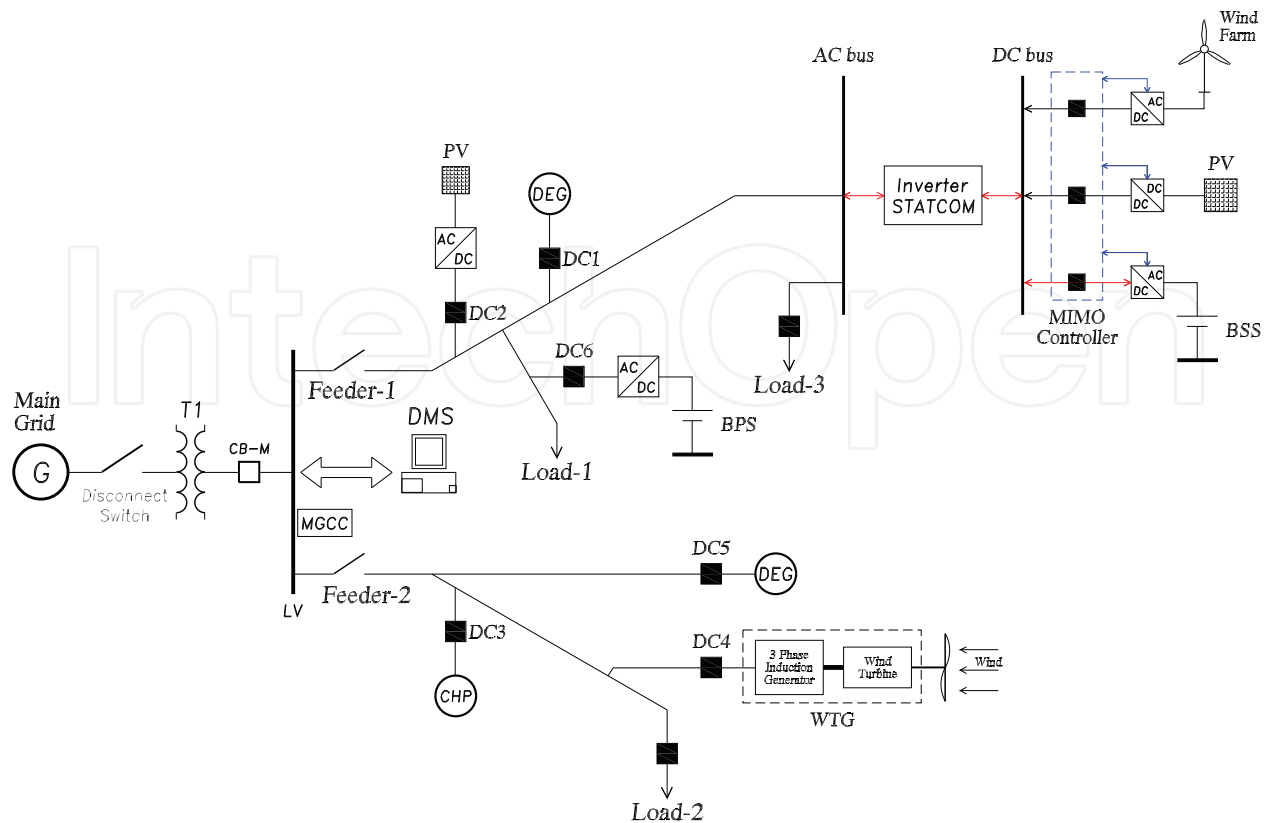 Wind
Farm
AC bus
DC bus
AC
DC
PV
DEG
PV
Inverter
STATCOM
DC
DC
AC
DC
DC1
DC2
AC
DC
MIMO
Controller
BSS
DC6
AC
DC
Load-3
Feeder-1
BPS
Main
Grid
T1
DMS
CB-M
G
Load-1
Disconnect
Switch
MGCC
DC5
DEG
Feeder-2
LV
DC3
DC4
3 Phase
Induction
Generator
Wind
Turbine
Wind
CHP
WTG
Load-2
IntechOpen